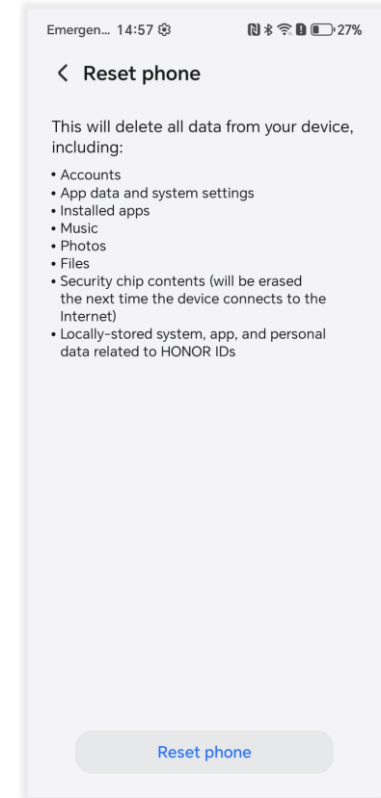 Emergen... 14:57 27%
Reset phone
This will delete all data from your device,
including:
• Accounts
• App data and system settings
• Installed apps
• Music
• Photos
• Files
• Security chip contents (will be erased
the next time the device connects to the
Internet)
• Locally-stored system, app, and personal
data related to HONOR IDs
Reset phone